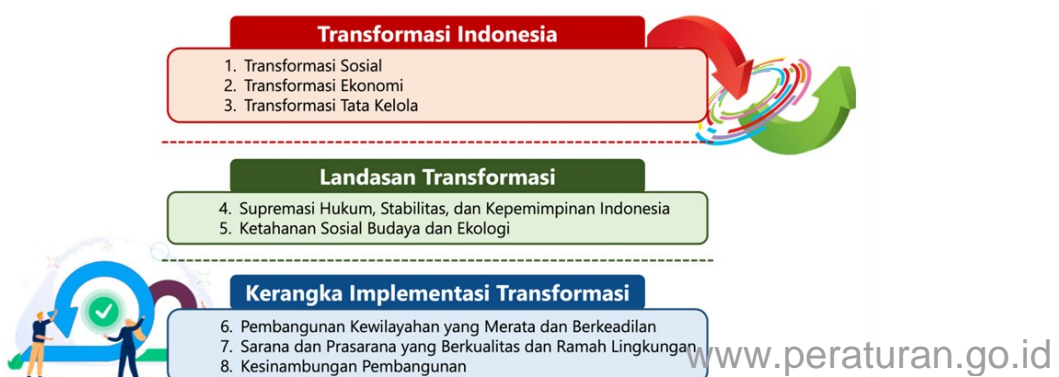 Transformasi Indonesia
1. Transformasi Sosial
2. Transformasi Ekonomi
3. Transformasi Tata Kelola
Landasan Transformasi
4. Supremasi Hukum, Stabilitas, dan Kepemimpinan Indonesia
5. Ketahanan Sosial Budaya dan Ekologi
Kerangka Implementasi Transformasi
6. Pembangunan Kewilayahan yang Merata dan Berkeadilan
7. Sarana dan Prasarana yang Berkualitas dan Ramah Lingkungan
8. Kesinambungan Pembangunan
www.peraturan.go.id